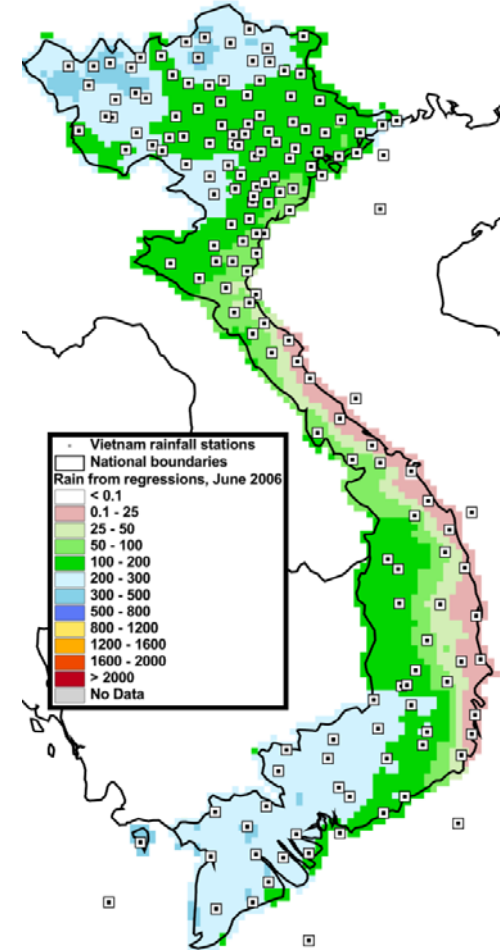 Vietnam rainfall stations
National boundaries
Rain from regressions, June 2006
< 0.1
0.1 - 25
25 - 50
50 - 100
100 - 200
200 - 300
300 - 500
500 - 800
800 - 1200
1200 - 1600
1600 - 2000
> 2000
No Data